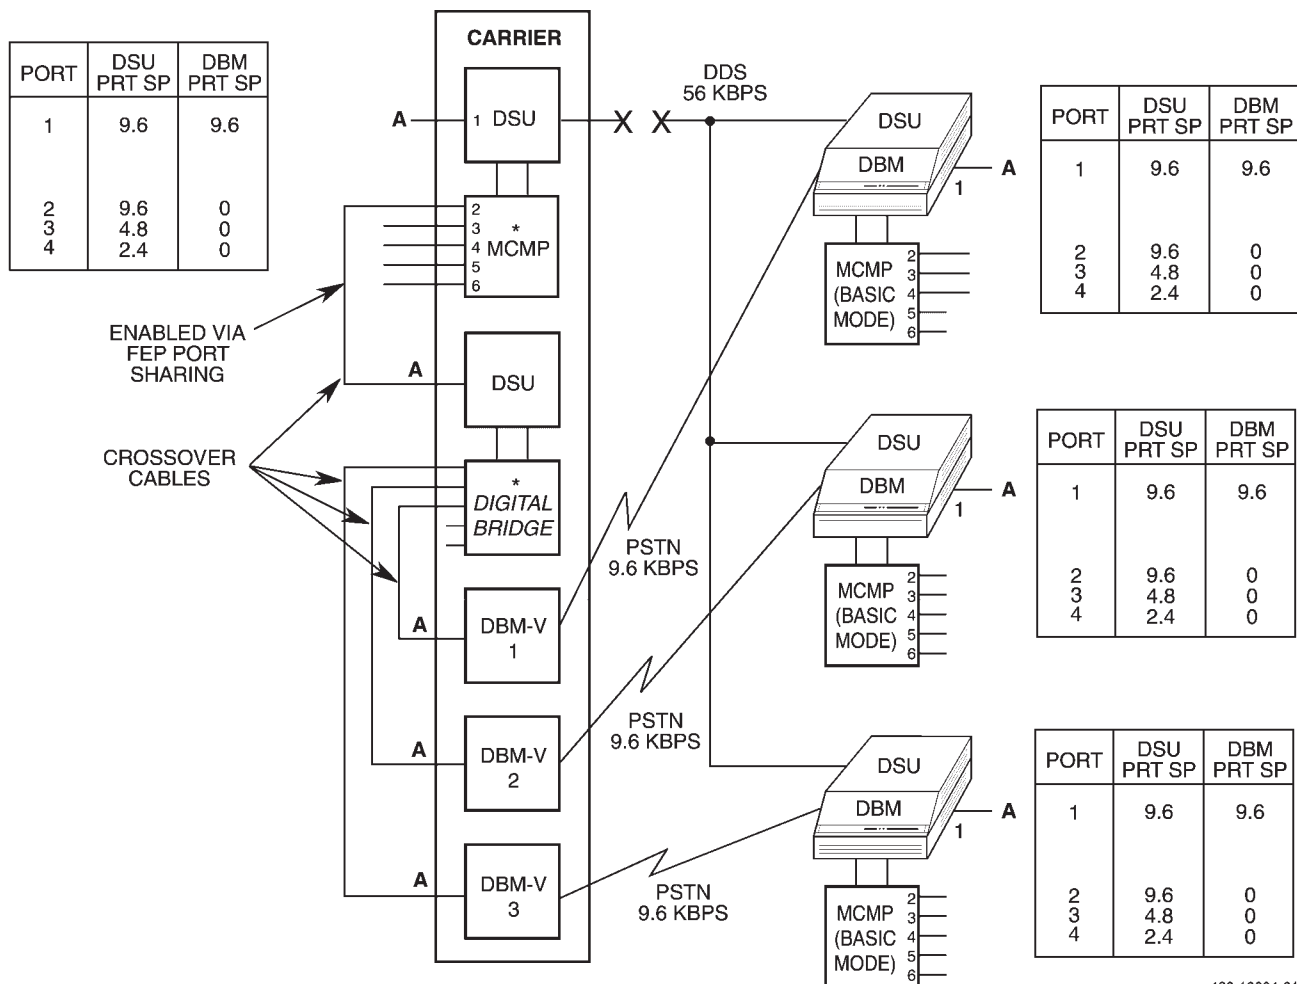 PORT DSU PRT SP DBM PRT SP
1 9.6 9.6
2 9.6 0
3 4.8 0
4 2.4 0
ENABLED VIA
FEP PORT
SHARING
CROSSOVER
CABLES
CARRIER
A 1 DSU
2
3
4
5
6
*
MCMP
A DSU
*
DIGITAL
BRIDGE
A DBM-V
1
A DBM-V
2
A DBM-V
3
X X
DDS
56 KBPS
PSTN
9.6 KBPS
PSTN
9.6 KBPS
PSTN
9.6 KBPS
DSU
DBM
1 A
MCMP
(BASIC
MODE)
2
3
4
5
6
PORT DSU PRT SP DBM PRT SP
1 9.6 9.6
2 9.6 0
3 4.8 0
4 2.4 0
DSU
DBM
1 A
MCMP
(BASIC
MODE)
2
3
4
5
6
PORT DSU PRT SP DBM PRT SP
1 9.6 9.6
2 9.6 0
3 4.8 0
4 2.4 0
DSU
DBM
1 A
MCMP
(BASIC
MODE)
2
3
4
5
6
PORT DSU PRT SP DBM PRT SP
1 9.6 9.6
2 9.6 0
3 4.8 0
4 2.4 0